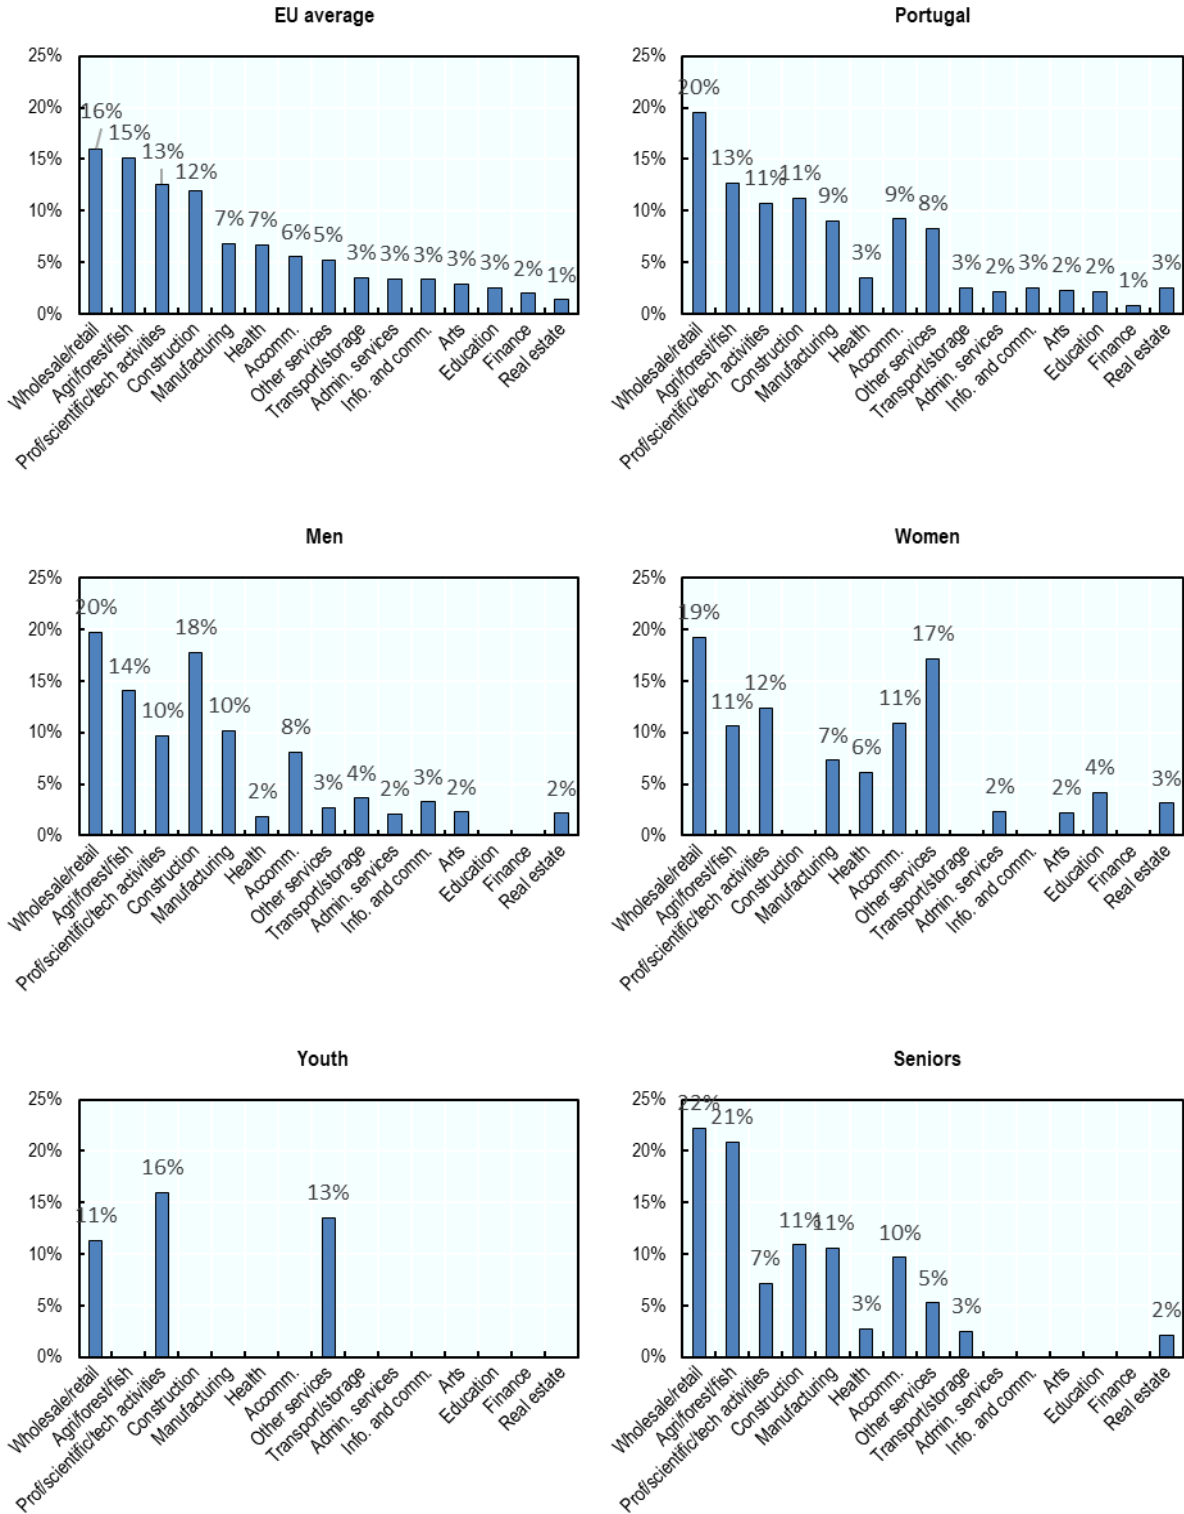 EU average
25%
20%
15%
10%
5%
0%
16%
15%
13%
12%
7%
7%
6%
5%
3%
3%
3%
3%
3%
2%
1%
Wholesale/retail
Agri/forest/fish
Prof/scientific/tech activities
Construction
Manufacturing
Health
Accomm.
Other services
Transport/storage
Admin. services
Info. and comm.
Arts
Education
Finance
Real estate
Portugal
25%
20%
15%
10%
5%
0%
20%
13%
11%
11%
9%
3%
9%
8%
3%
2%
3%
2%
2%
1%
3%
Wholesale/retail
Agri/forest/fish
Prof/scientific/tech activities
Construction
Manufacturing
Health
Accomm.
Other services
Transport/storage
Admin. services
Info. and comm.
Arts
Education
Finance
Real estate
Men
25%
20%
15%
10%
5%
0%
20%
14%
10%
18%
10%
2%
8%
3%
4%
2%
3%
2%
2%
Wholesale/retail
Agri/forest/fish
Prof/scientific/tech activities
Construction
Manufacturing
Health
Accomm.
Other services
Transport/storage
Admin. services
Info. and comm.
Arts
Education
Finance
Real estate
Women
25%
20%
15%
10%
5%
0%
19%
11%
12%
7%
6%
11%
17%
2%
2%
4%
3%
Wholesale/retail
Agri/forest/fish
Prof/scientific/tech activities
Construction
Manufacturing
Health
Accomm.
Other services
Transport/storage
Admin. services
Info. and comm.
Arts
Education
Finance
Real estate
Youth
25%
20%
15%
10%
5%
0%
11%
16%
13%
Wholesale/retail
Agri/forest/fish
Prof/scientific/tech activities
Construction
Manufacturing
Health
Accomm.
Other services
Transport/storage
Admin. services
Info. and comm.
Arts
Education
Finance
Real estate
Seniors
25%
20%
15%
10%
5%
0%
22%
21%
7%
11%
11%
3%
10%
5%
3%
2%
Wholesale/retail
Agri/forest/fish
Prof/scientific/tech activities
Construction
Manufacturing
Health
Accomm.
Other services
Transport/storage
Admin. services
Info. and comm.
Arts
Education
Finance
Real estate